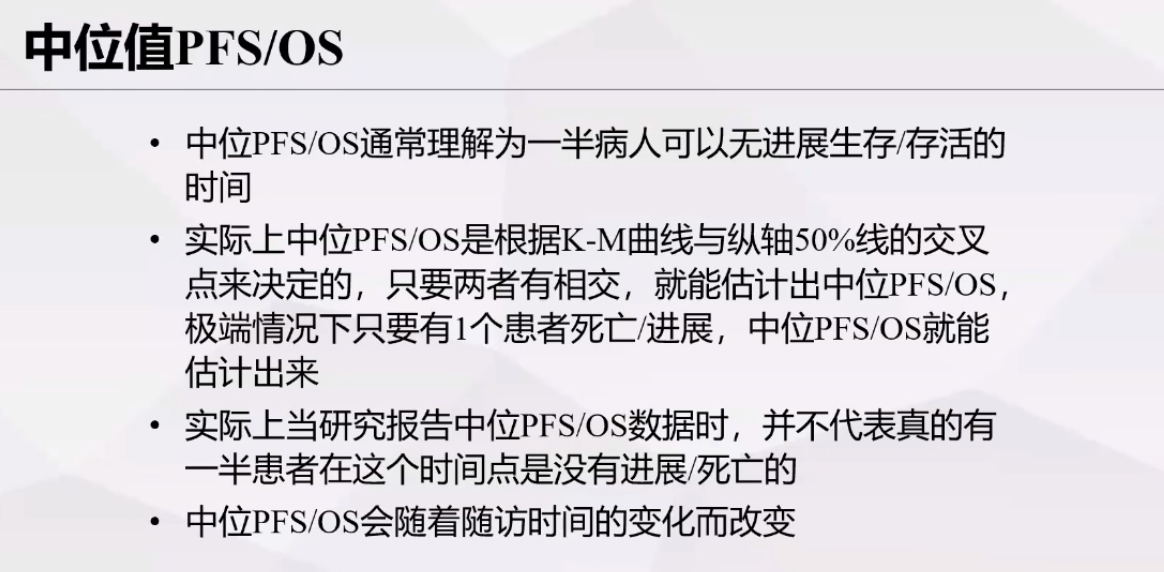 中位值PFS/OS
• 中位PFS/OS通常理解为一半病人可以无进展生存/存活的
时间
• 实际上中位PFS/OS是根据K-M曲线与纵轴50%线的交叉
点来决定的，只要两者有相交，就能估计出中位PFS/OS，
极端情况下只要有1个患者死亡/进展，中位PFS/OS就能
估计出来
• 实际上当研究报告中位PFS/OS数据时，并不代表真的有
一半患者在这个时间点是没有进展/死亡的
• 中位PFS/OS会随着随访时间的变化而改变